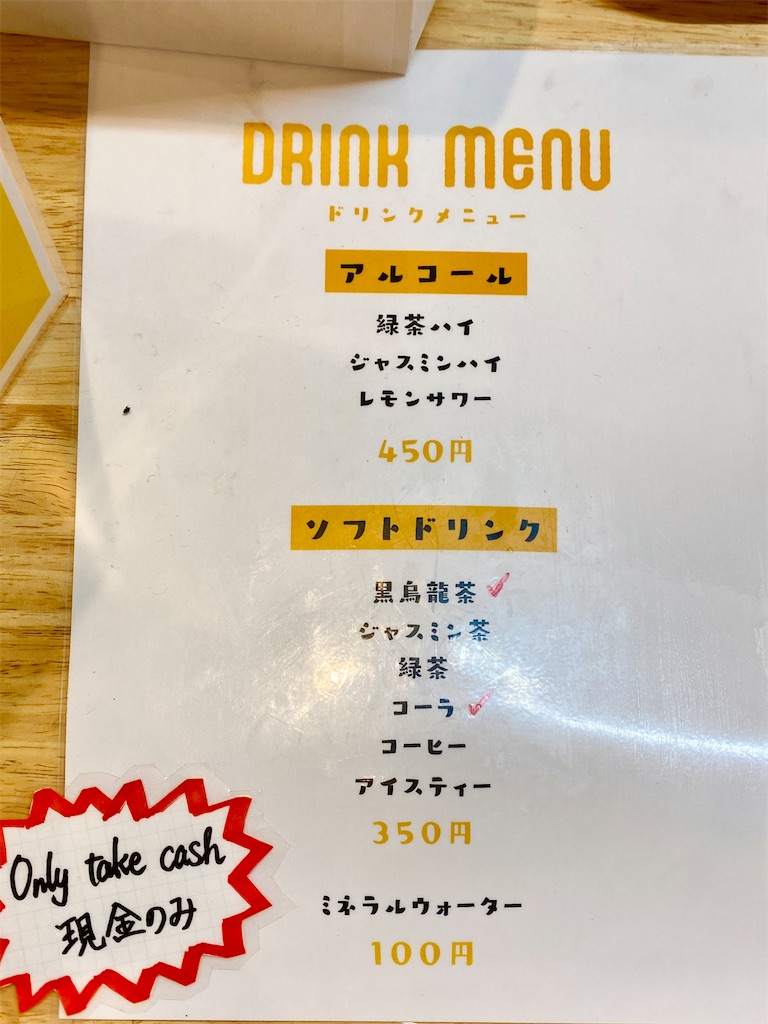 DRINK MENU
ドリンクメニュー
アルコール
緑茶ハイ
ジャスミンハイ
レモンサワー
450円
ソフトドリンク
黒烏龍茶
ジャスミン茶
緑茶
コーラ
コーヒー
アイスティー
350円
ミネラルウォーター
100円
Only take cash
現金のみ